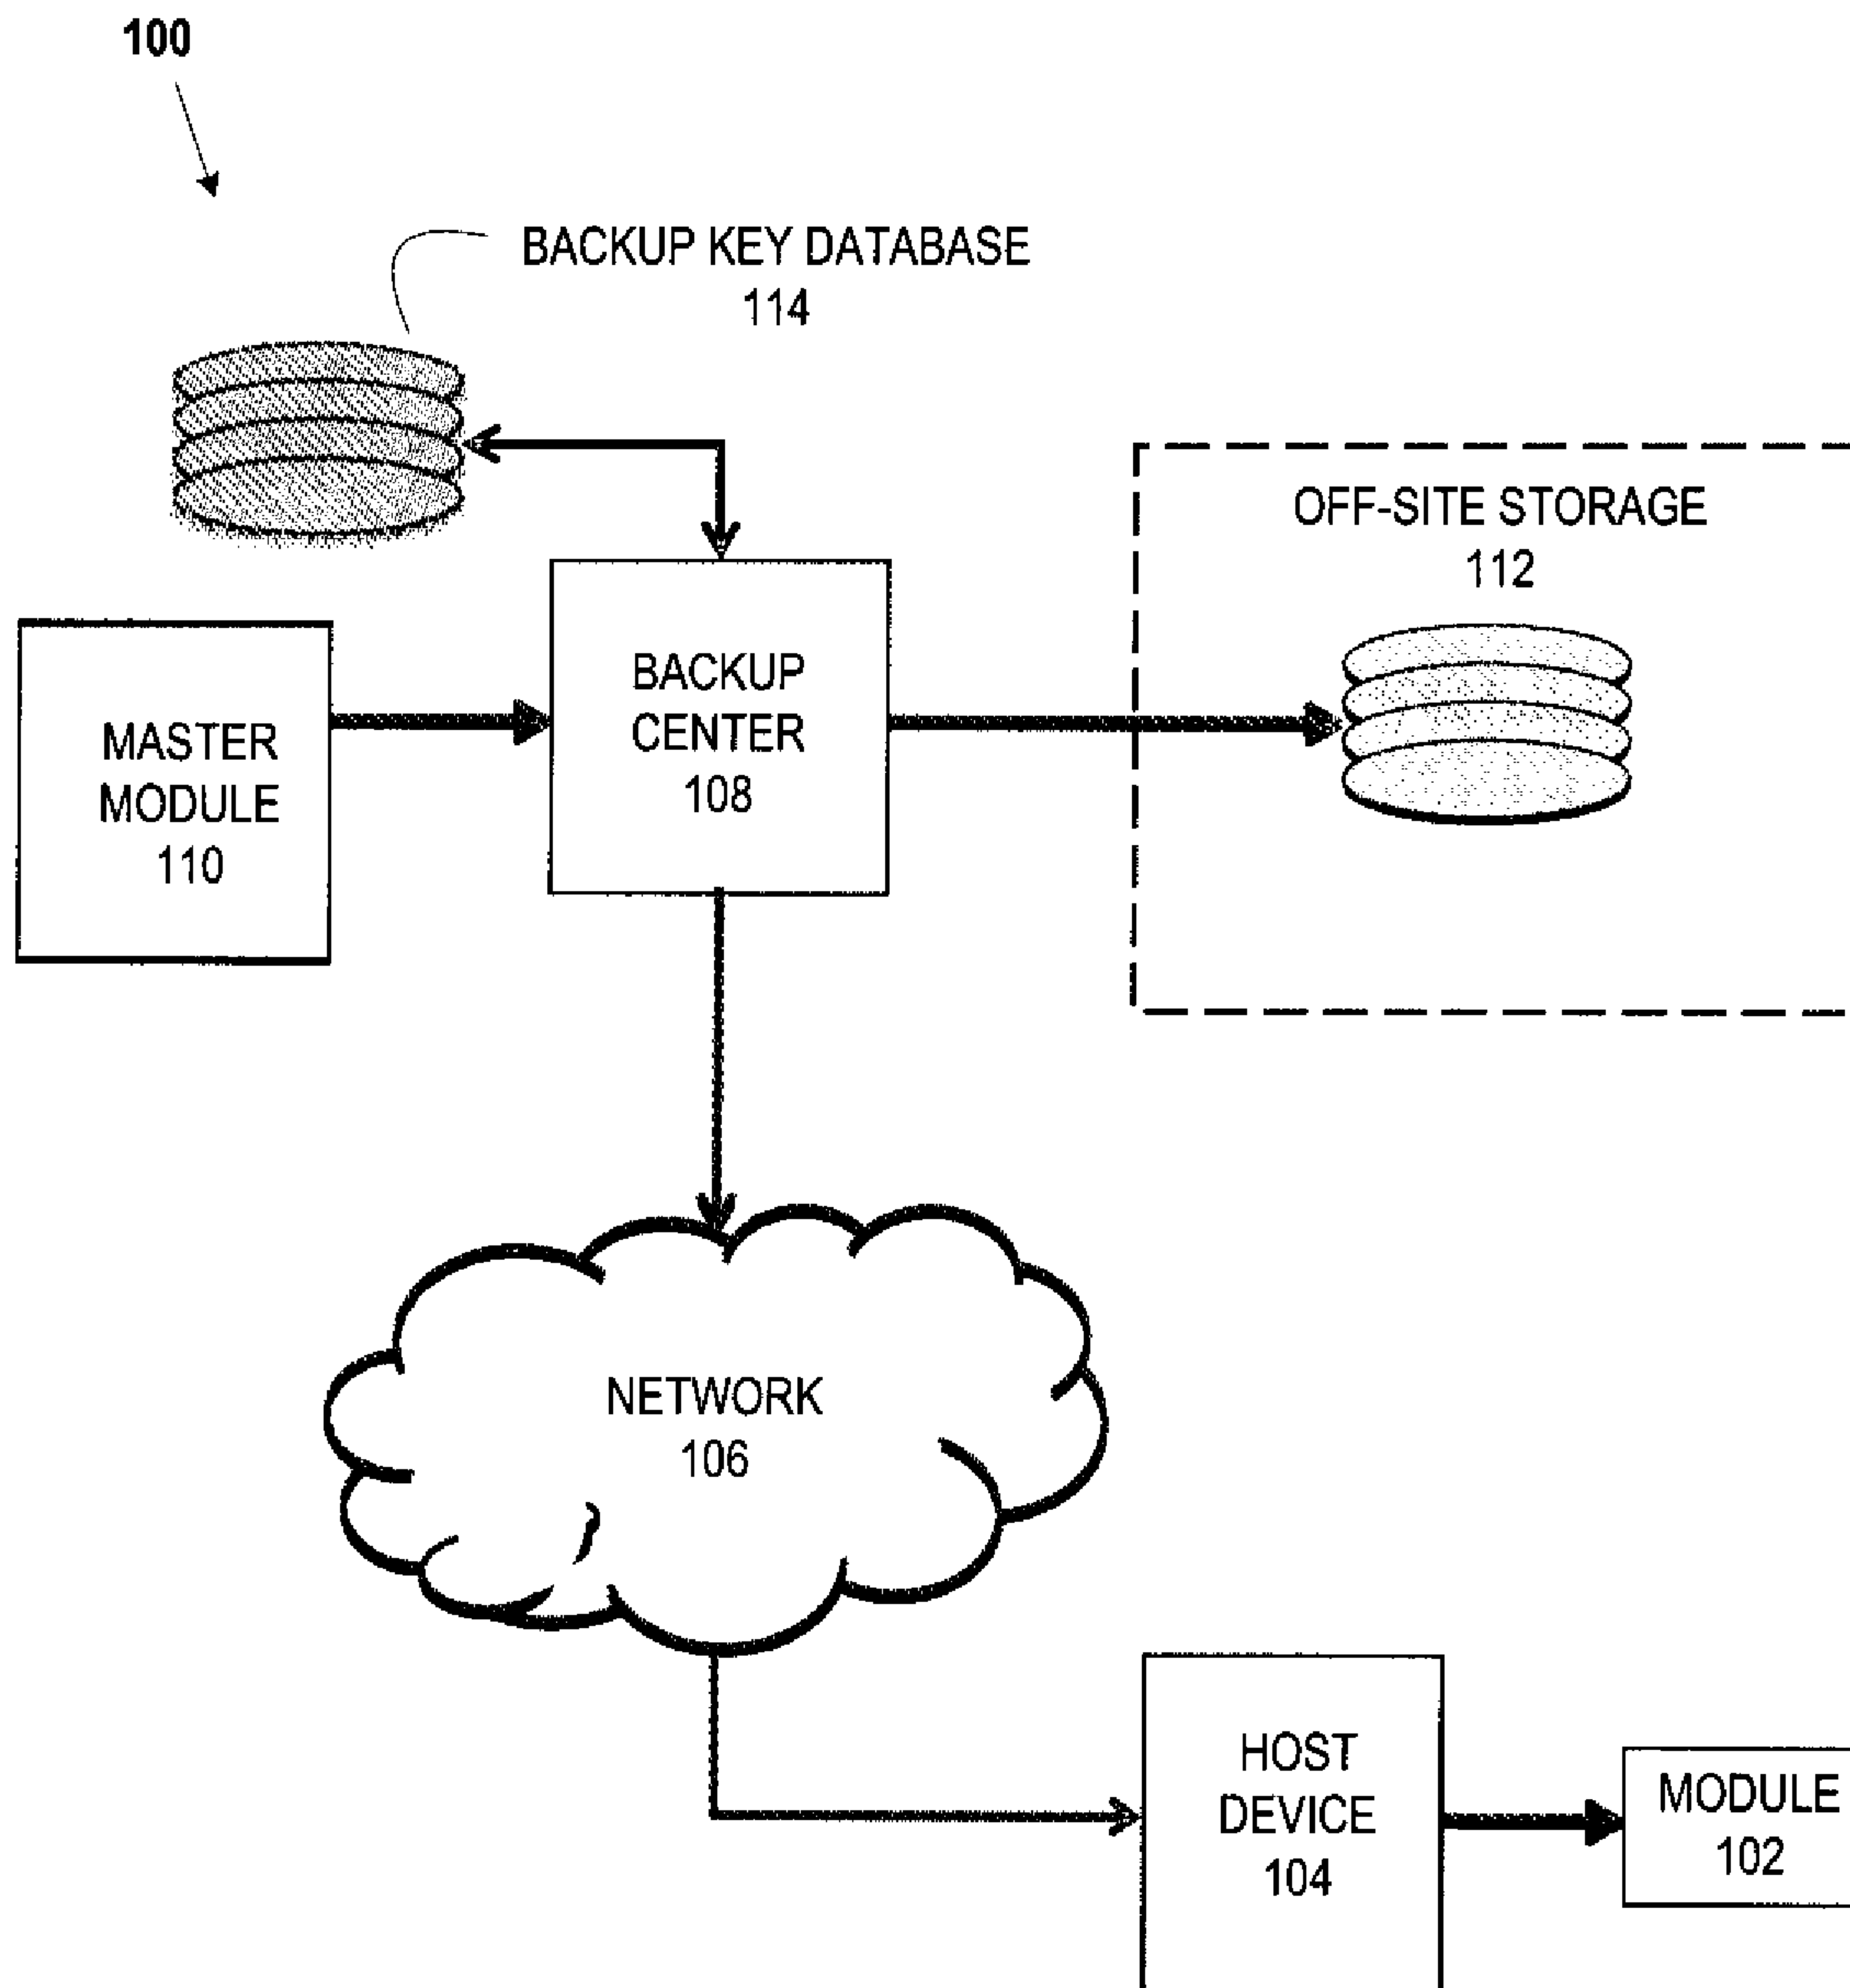 100
BACKUP KEY DATABASE
114
OFF-SITE STORAGE
112
BACKUP
CENTER
108
MASTER
MODULE
110
NETWORK
106
HOST
DEVICE
104
MODULE
102